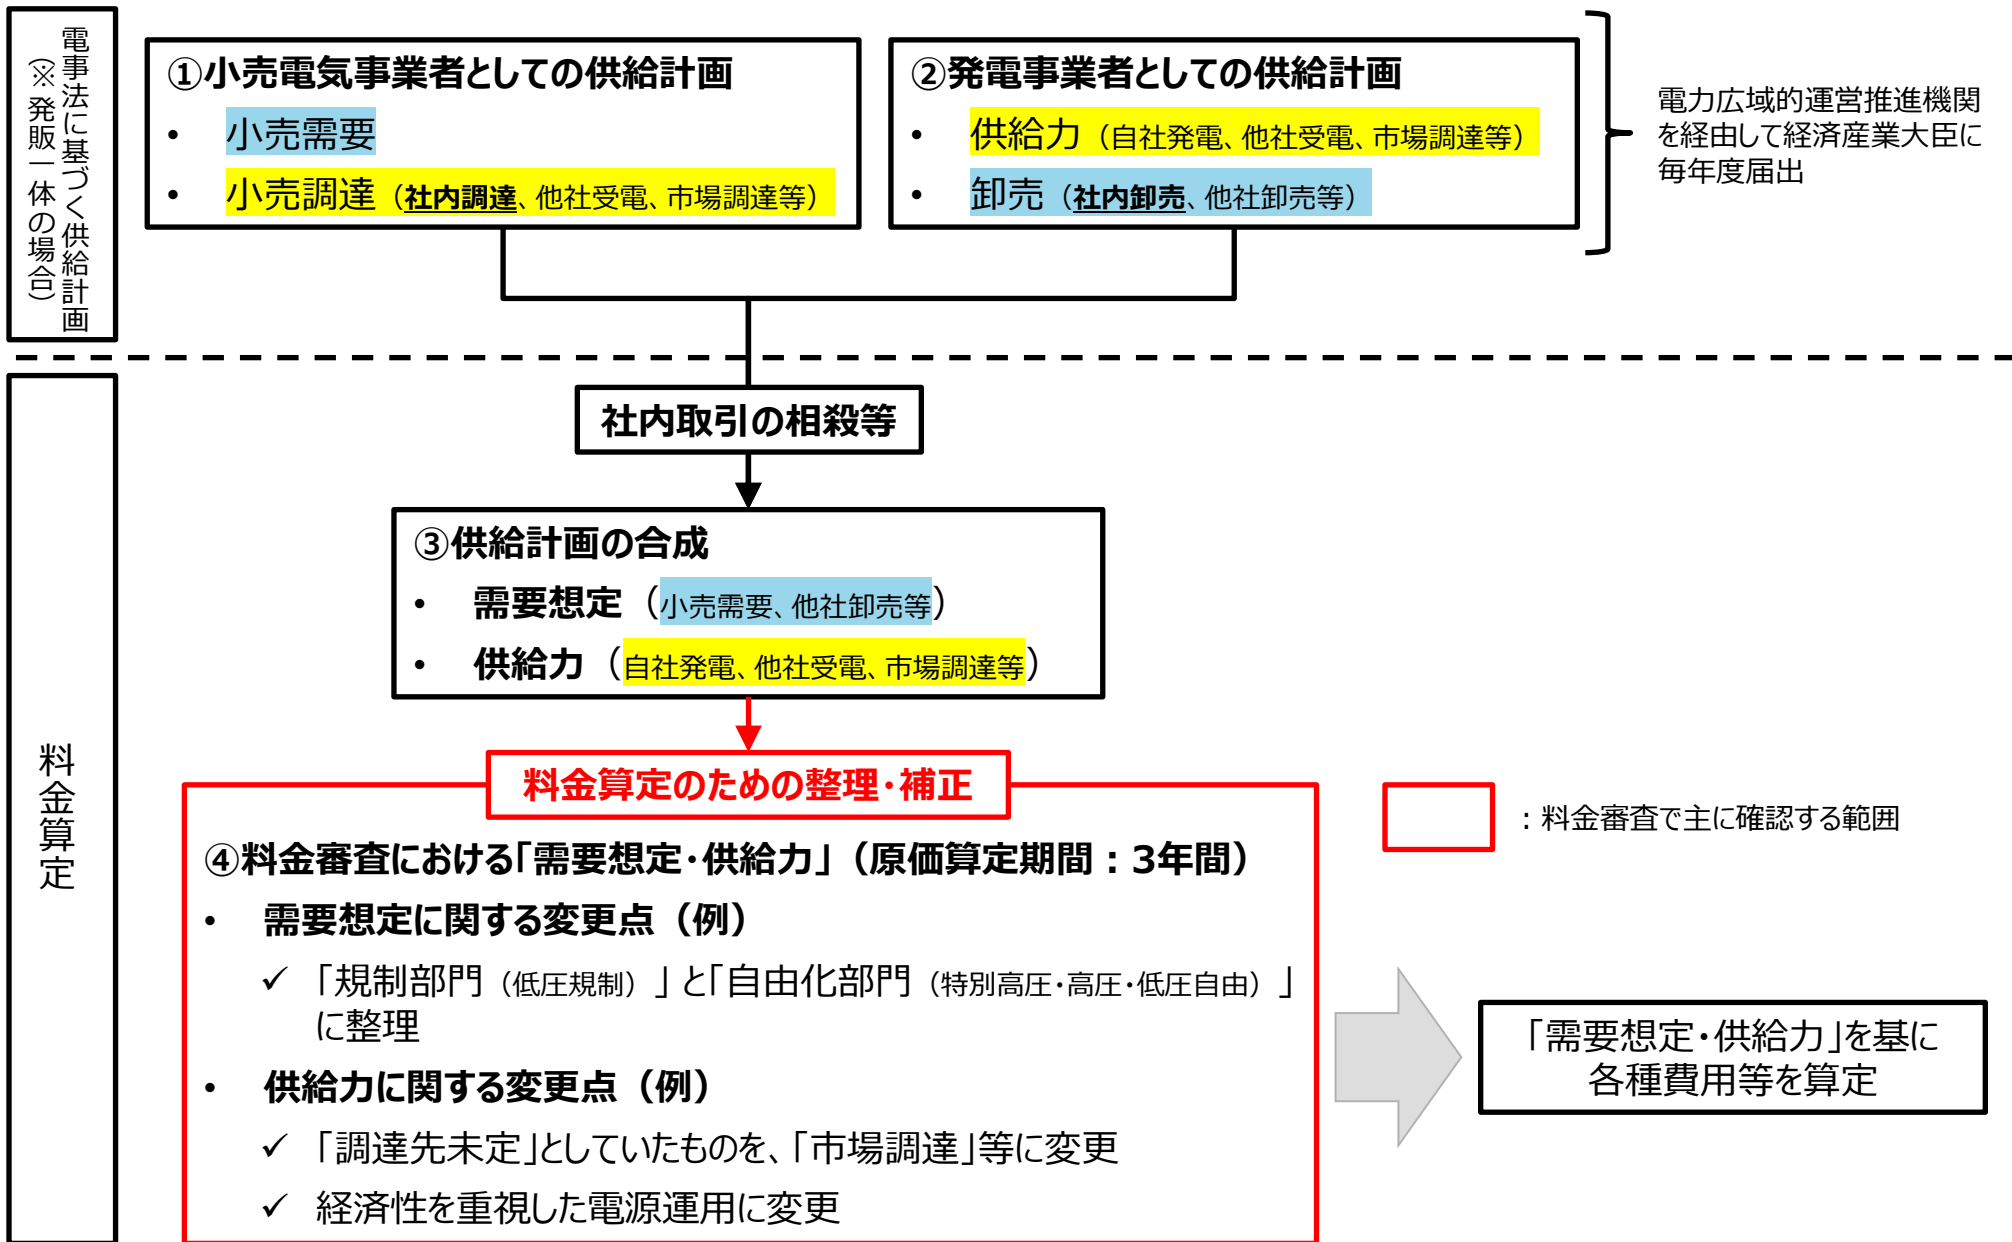 電事法に基づく供給計画
（※発販一体の場合）
①小売電気事業者としての供給計画
• 小売需要
• 小売調達（社内調達、他社受電、市場調達等）
②発電事業者としての供給計画
• 供給力（自社発電、他社受電、市場調達等）
• 卸売（社内卸売、他社卸売等）
電力広域的運営推進機関
を経由して経済産業大臣に
毎年度届出
料金算定
社内取引の相殺等
③供給計画の合成
• 需要想定（小売需要、他社卸売等）
• 供給力（自社発電、他社受電、市場調達等）
料金算定のための整理・補正
④料金審査における「需要想定・供給力」（原価算定期間：3年間）
• 需要想定に関する変更点（例）
✓ 「規制部門（低圧規制）」と「自由化部門（特別高圧・高圧・低圧自由）」
に整理
• 供給力に関する変更点（例）
✓ 「調達先未定」としていたものを、「市場調達」等に変更
✓ 経済性を重視した電源運用に変更
：料金審査で主に確認する範囲
「需要想定・供給力」を基に
各種費用等を算定